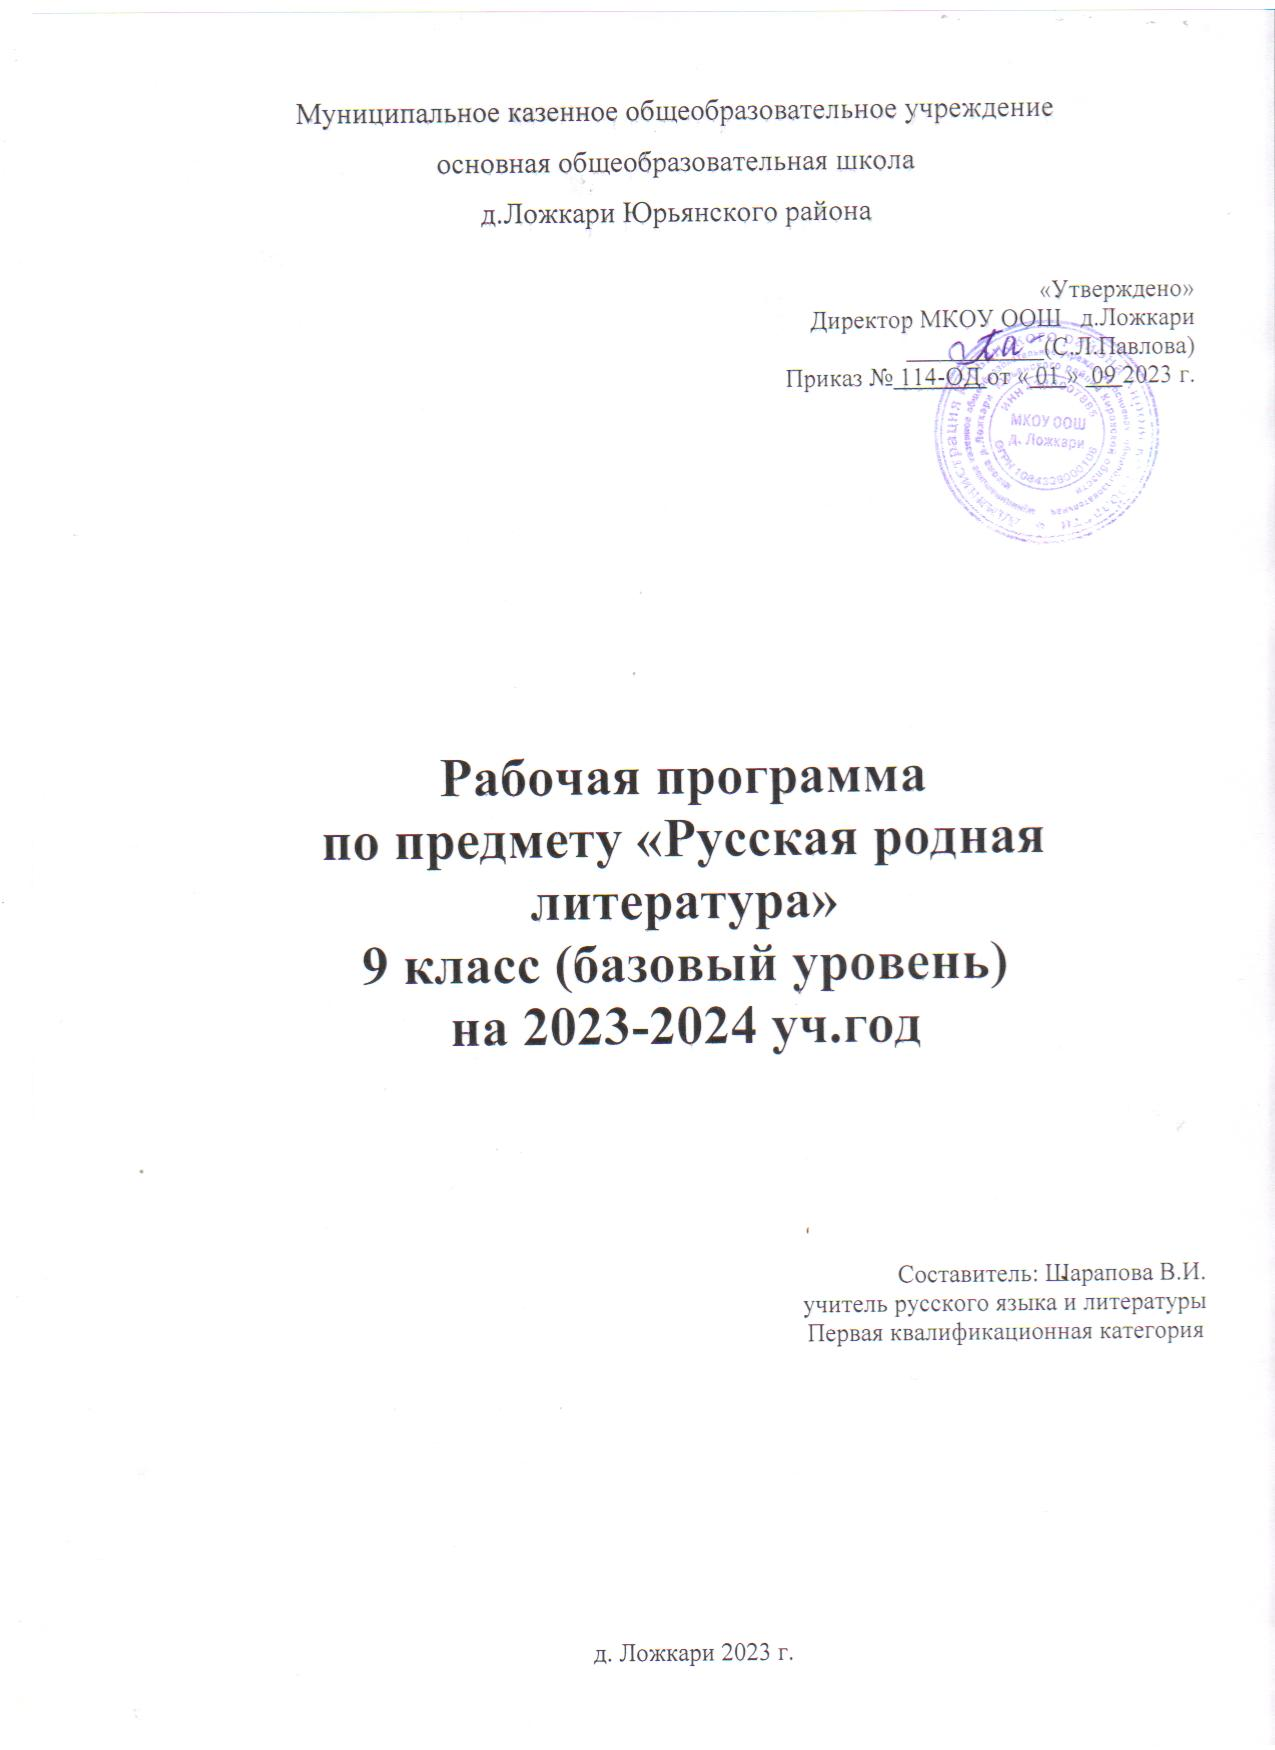 Муниципальное казенное общеобразовательное учреждение
основная общеобразовательная школа
д.Ложкари Юрьянского района
«Утверждено»
Директор МКОУ ООШ д.Ложкари
(С.Л.Павлова)
Приказ № 114-ОД от « 01 » 09 2023 г.
МКОУ ООШ
д. Ложкари
Рабочая программа
по предмету «Русская родная
литература»
9 класс (базовый уровень)
на 2023-2024 уч.год
Составитель: Шарапова В.И.
учитель русского языка и литературы
Первая квалификационная категория
д. Ложкари 2023 г.